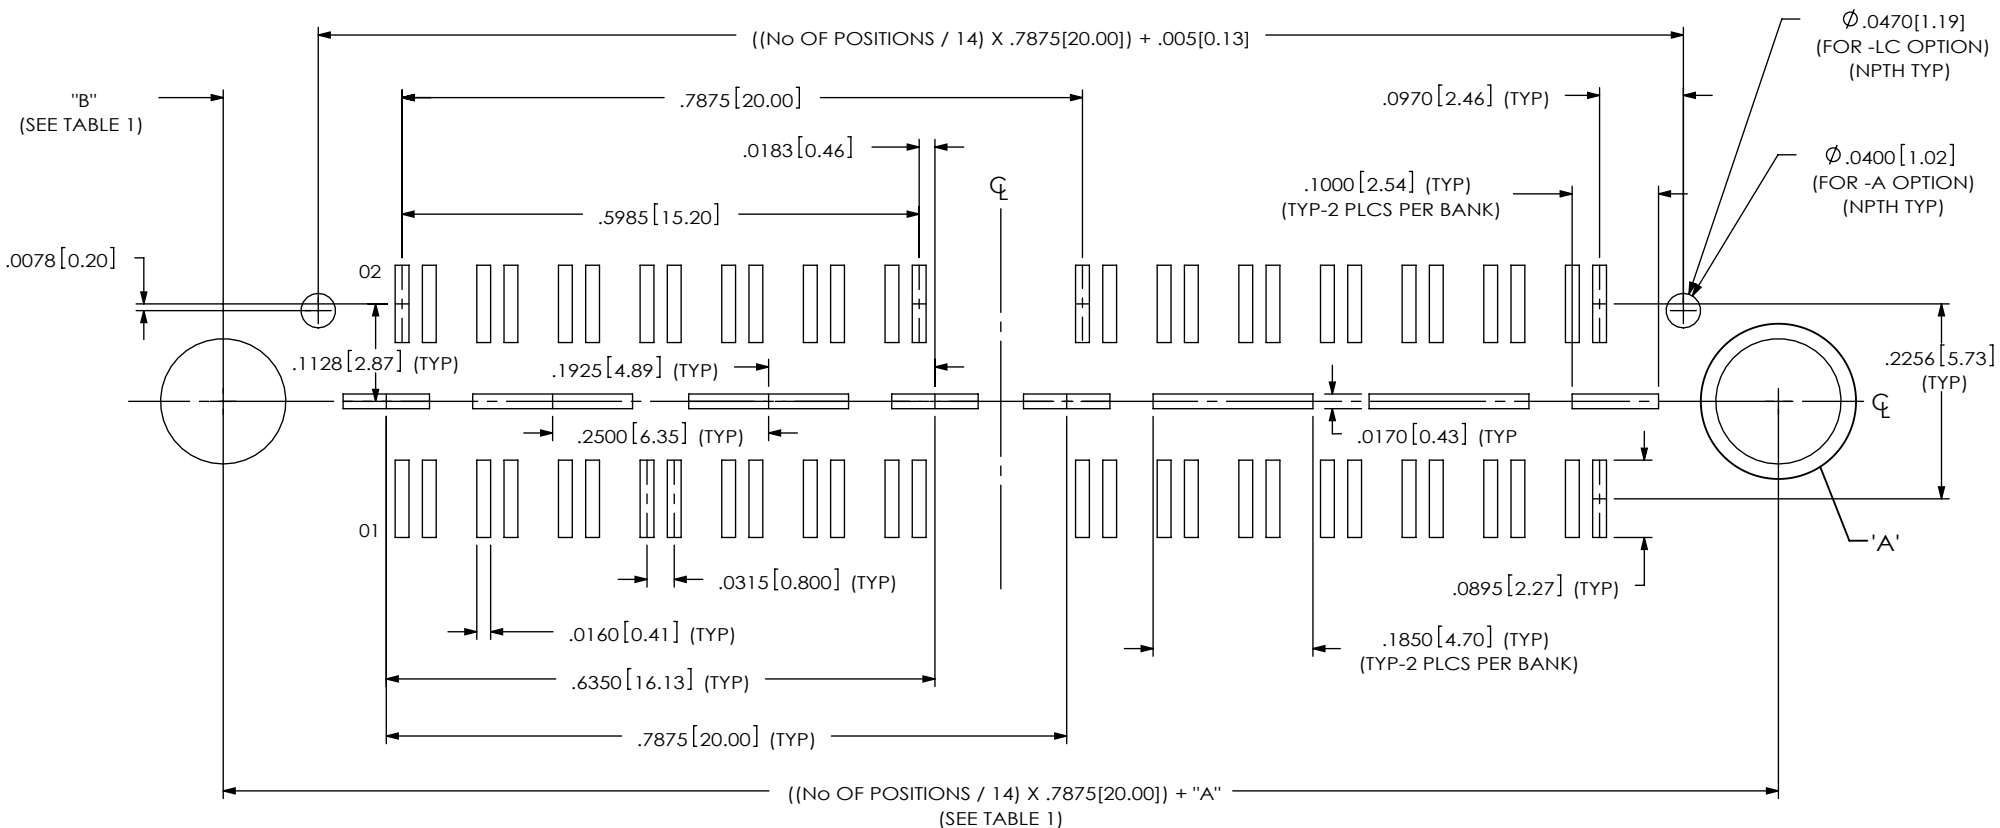 ((No OF POSITIONS / 14) X .7875[20.00]) + .005[0.13]
Ø.0470[1.19]
(FOR -LC OPTION)
(NPTH TYP)
"B"
(SEE TABLE 1)
.7875[20.00]
.0970[2.46] (TYP)
.0183[0.46]
Ø.0400[1.02]
(FOR -A OPTION)
(NPTH TYP)
℄
.1000[2.54] (TYP)
(TYP-2 PLCS PER BANK)
.5985[15.20]
.0078[0.20]
02
.1128[2.87] (TYP)
.1925[4.89] (TYP)
.2256[5.73]
(TYP)
℄
.2500[6.35] (TYP)
.0170[0.43] (TYP
01
'A'
.0315[0.800] (TYP)
.0895[2.27] (TYP)
.0160[0.41] (TYP)
.1850[4.70] (TYP)
(TYP-2 PLCS PER BANK)
.6350[16.13] (TYP)
.7875[20.00] (TYP)
((No OF POSITIONS / 14) X .7875[20.00]) + "A"
(SEE TABLE 1)